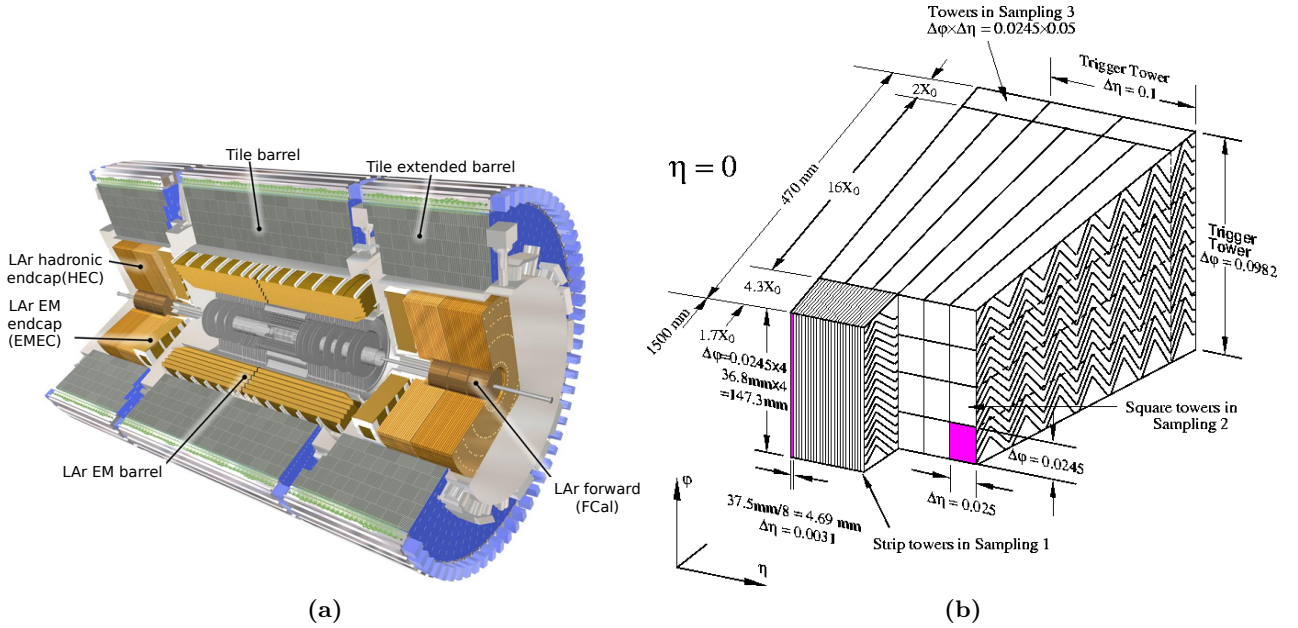 Tile barrel
Tile extended barrel
LAr hadronic
endcap(HEC)
LAr EM
endcap
(EMEC)
LAr EM barrel
LAr forward
(FCal)
(a)
Towers in Sampling 3
Δφ×Δη = 0.0245×0.05
Trigger Tower
Δη = 0.1
2X₀
η = 0
470 mm
16X₀
Trigger
Tower
Δφ = 0.0982
4.3X₀
1500 mm
1.7X₀
Δφ=0.0245x4
36.8mmx4
=147.3mm
Square towers in
Sampling 2
Δφ = 0.0245
Δη = 0.025
37.5mm/8 = 4.69 mm
Δη = 0.0031
Strip towers in Sampling 1
φ
η
(b)